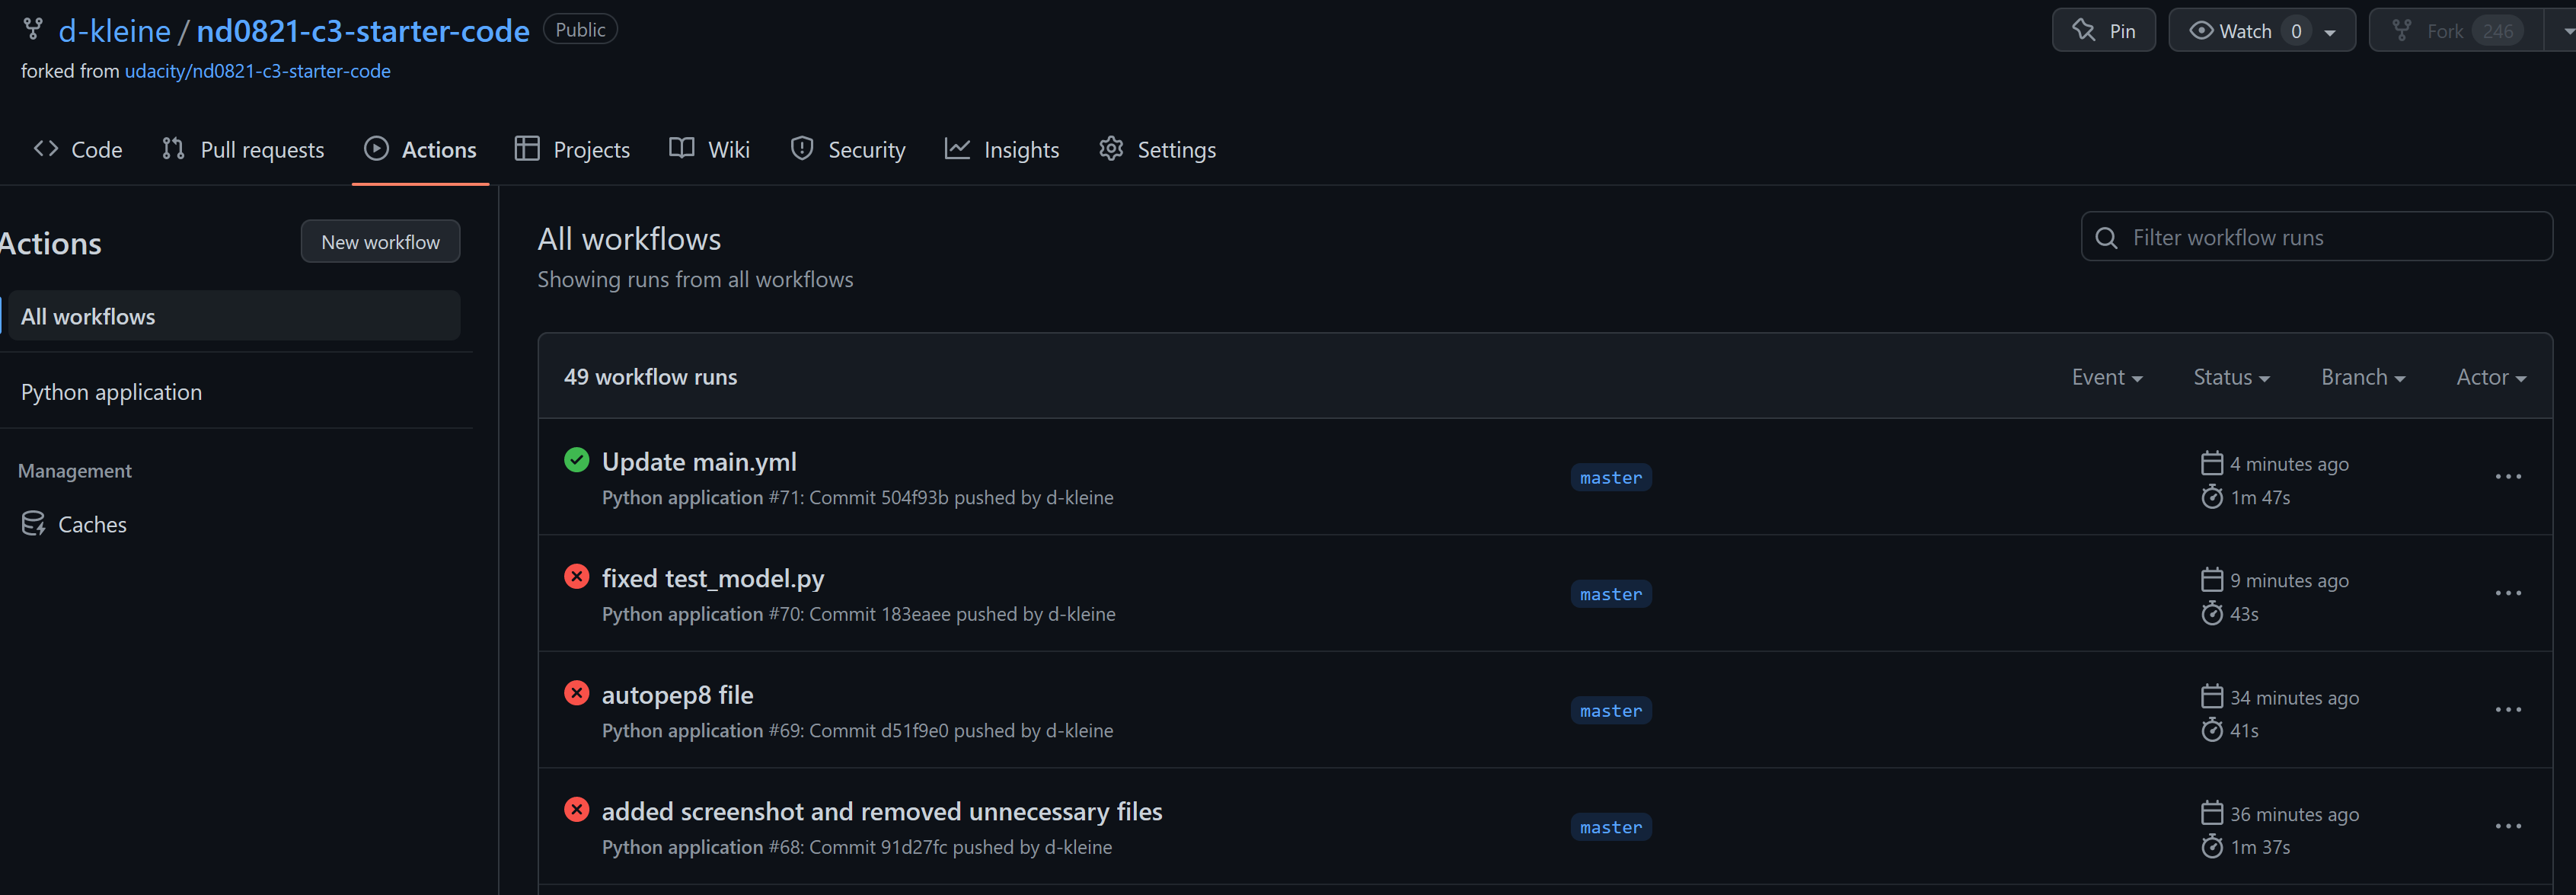 d-kleine / nd0821-c3-starter-code Public
Pin
Watch 0
Fork 246
forked from udacity/nd0821-c3-starter-code
Code
Pull requests
Actions
Projects
Wiki
Security
Insights
Settings
Actions
New workflow
All workflows
Python application
Management
Caches
All workflows
Showing runs from all workflows
Filter workflow runs
49 workflow runs
Event
Status
Branch
Actor
Update main.yml
Python application #71: Commit 504f93b pushed by d-kleine
master
4 minutes ago
1m 47s
fixed test_model.py
Python application #70: Commit 183eaee pushed by d-kleine
master
9 minutes ago
43s
autopep8 file
Python application #69: Commit d51f9e0 pushed by d-kleine
master
34 minutes ago
41s
added screenshot and removed unnecessary files
Python application #68: Commit 91d27fc pushed by d-kleine
master
36 minutes ago
1m 37s